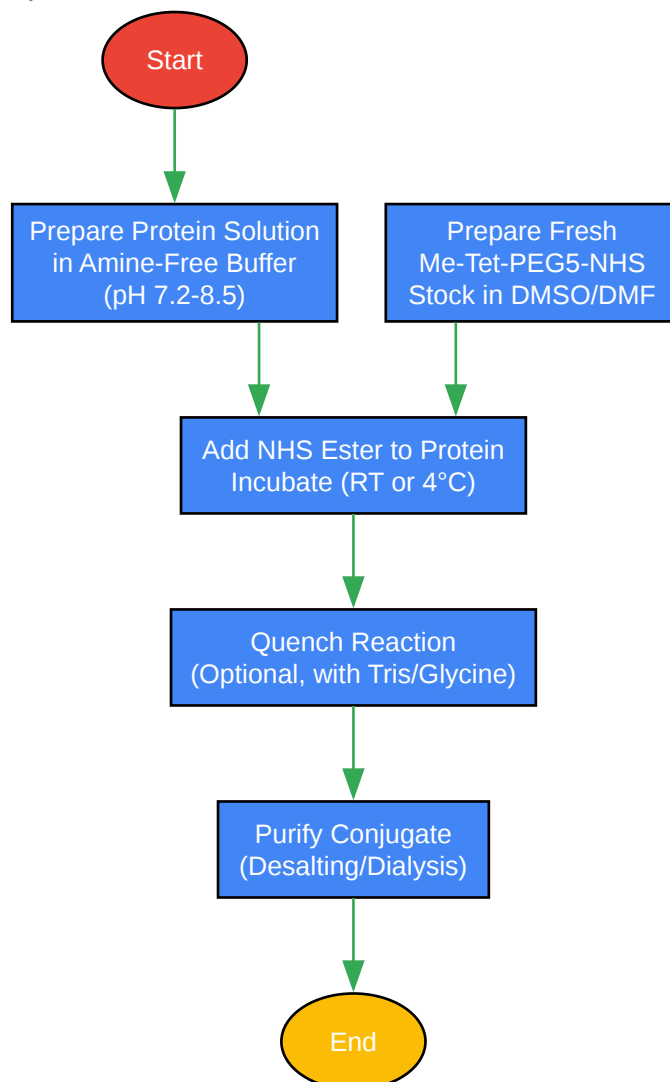 Start
Prepare Protein Solution
in Amine-Free Buffer
(pH 7.2-8.5)
Prepare Fresh
Me-Tet-PEG5-NHS
Stock in DMSO/DMF
Add NHS Ester to Protein
Incubate (RT or 4°C)
Quench Reaction
(Optional, with Tris/Glycine)
Purify Conjugate
(Desalting/Dialysis)
End